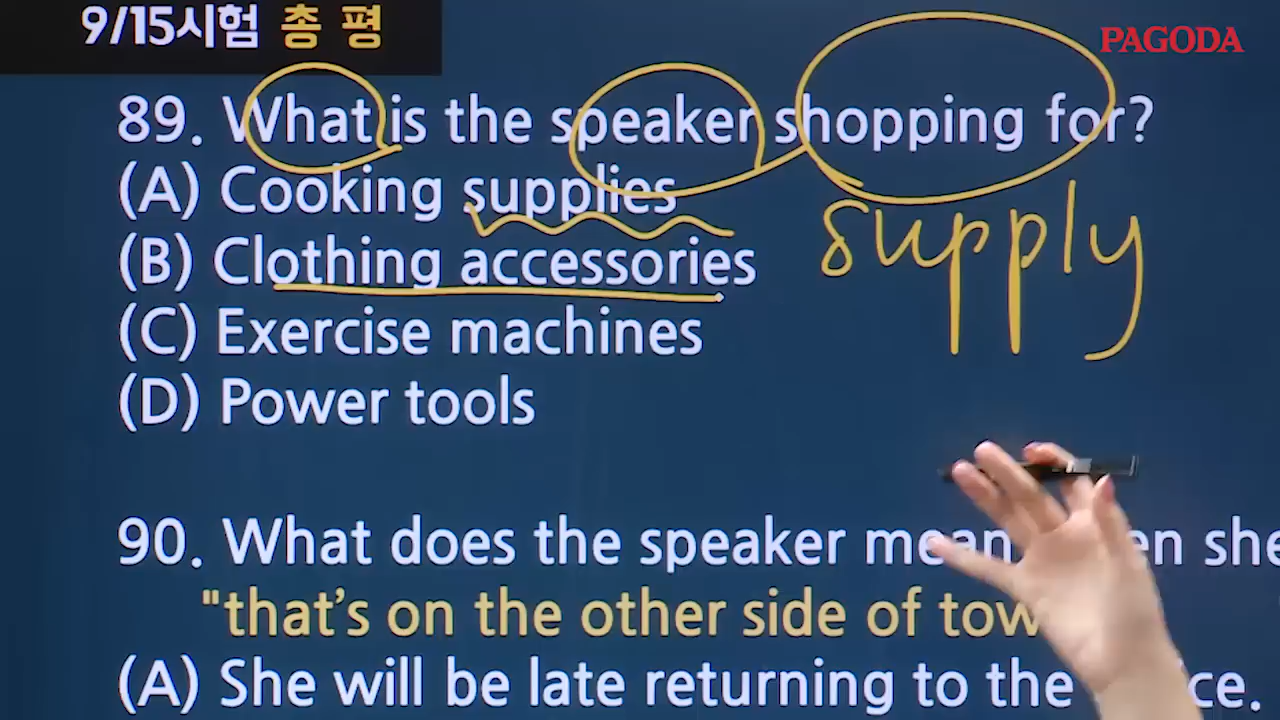 9/15시험 총 평
PAGODA
89. What is the speaker shopping for?
(A) Cooking supplies
supply
(B) Clothing accessories
(C) Exercise machines
(D) Power tools
90. What does the speaker mean she
"that's on the other side of
(A) She will be late returning to the